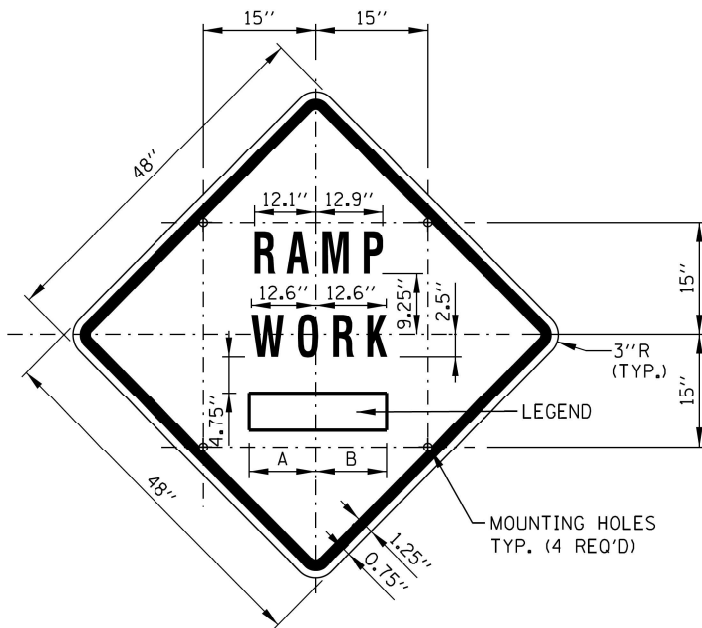 15" 15"
48"
12.1" 12.9"
RAMP
12.6" 12.6"
9.25"
2.5"
15"
WORK
3"R
(TYP.)
4.75"
LEGEND
15"
A B
48"
MOUNTING HOLES
TYP. (4 REQ'D)
1.25"
0.75"